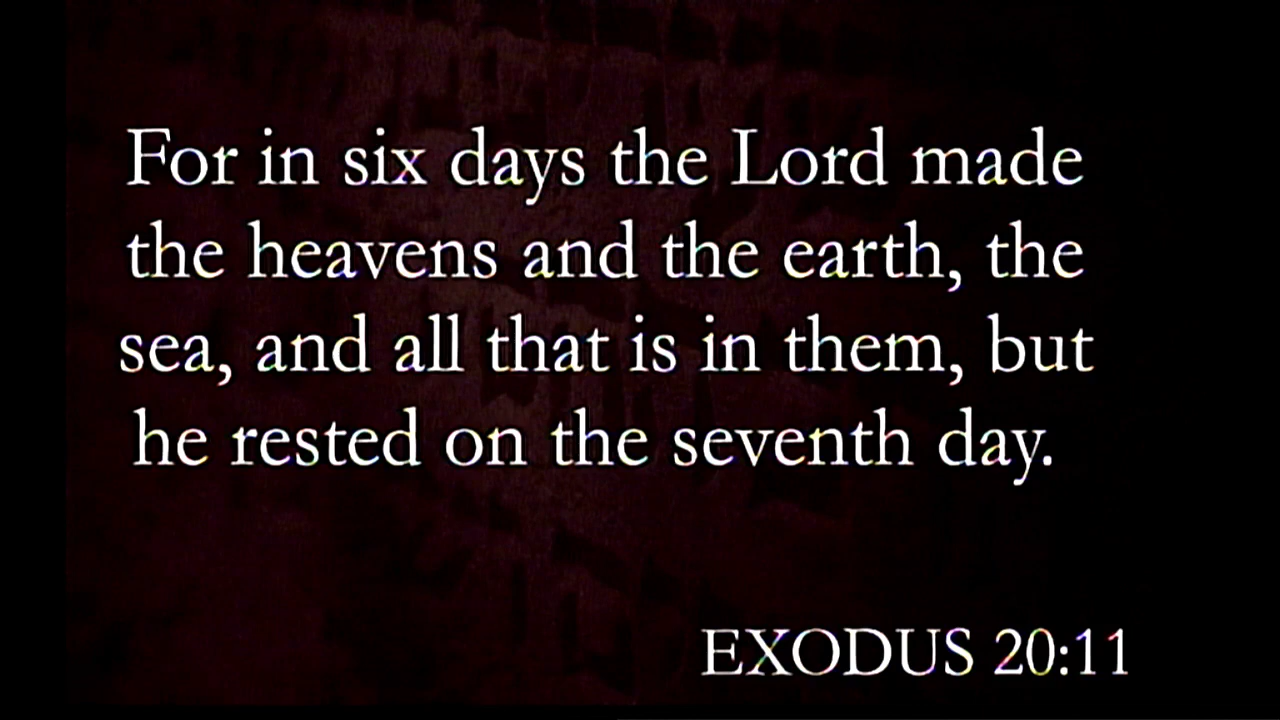 For in six days the Lord made
the heavens and the earth, the
sea, and all that is in them, but
he rested on the seventh day.
EXODUS 20:11